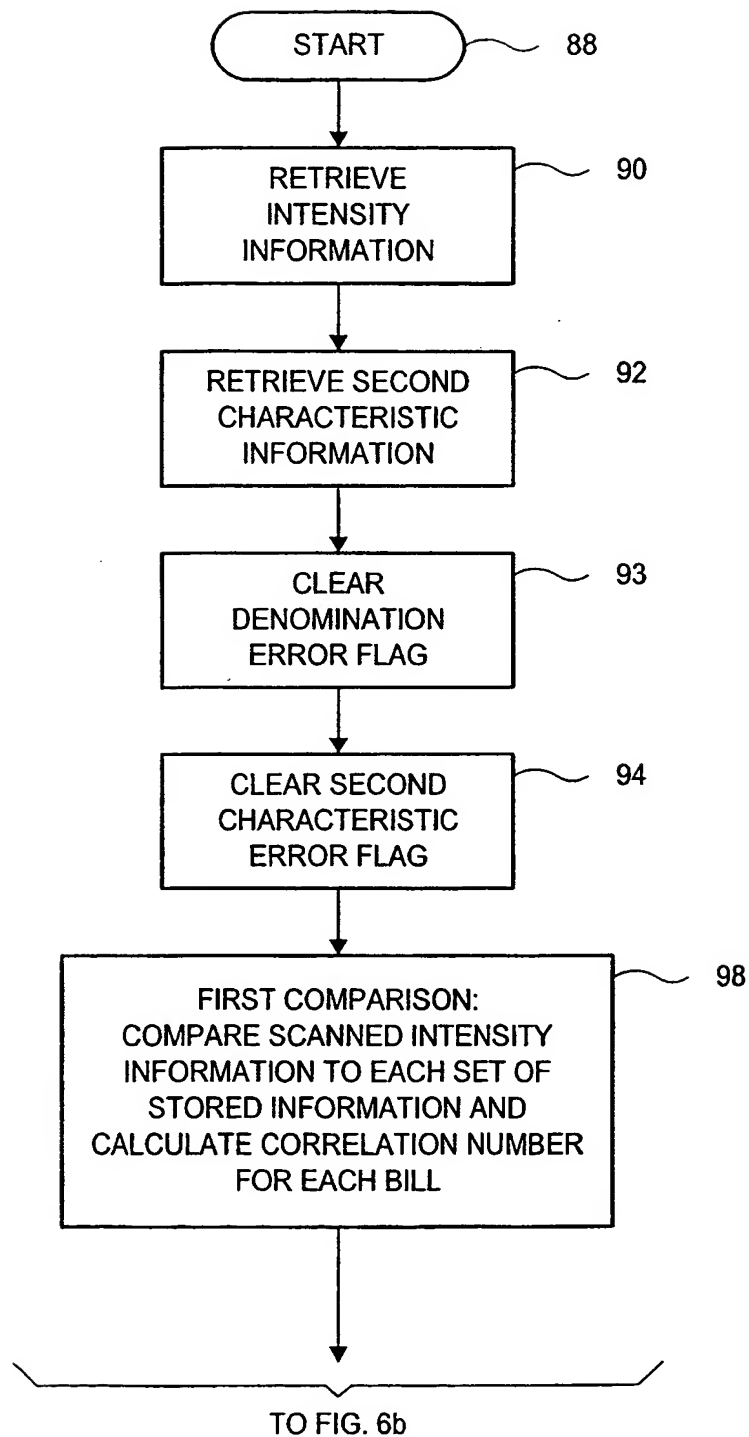 START
88
RETRIEVE
INTENSITY
INFORMATION
90
RETRIEVE SECOND
CHARACTERISTIC
INFORMATION
92
CLEAR
DENOMINATION
ERROR FLAG
93
CLEAR SECOND
CHARACTERISTIC
ERROR FLAG
94
FIRST COMPARISON:
COMPARE SCANNED INTENSITY
INFORMATION TO EACH SET OF
STORED INFORMATION AND
CALCULATE CORRELATION NUMBER
FOR EACH BILL
98
TO FIG. 6b